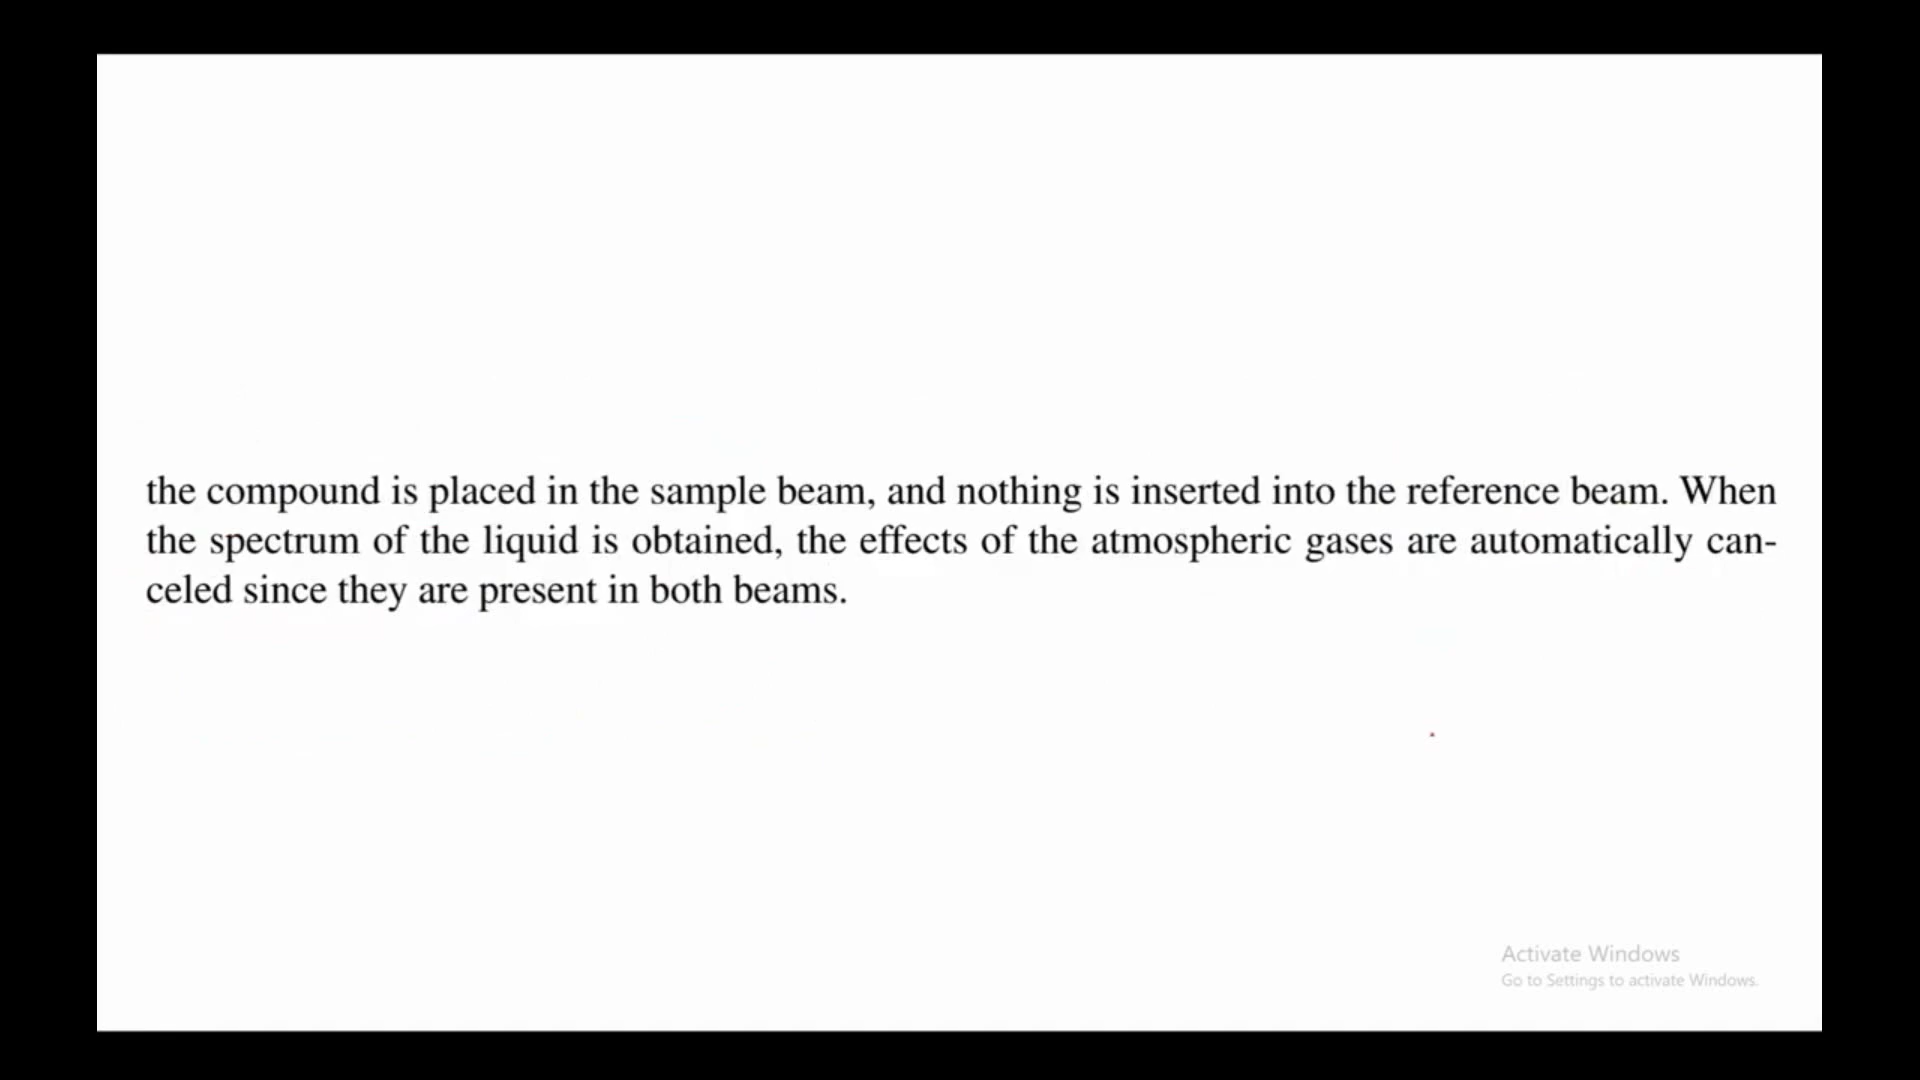 the compound is placed in the sample beam, and nothing is inserted into the reference beam. When
the spectrum of the liquid is obtained, the effects of the atmospheric gases are automatically can-
celed since they are present in both beams.
Activate Windows
Go to Settings to activate Windows.